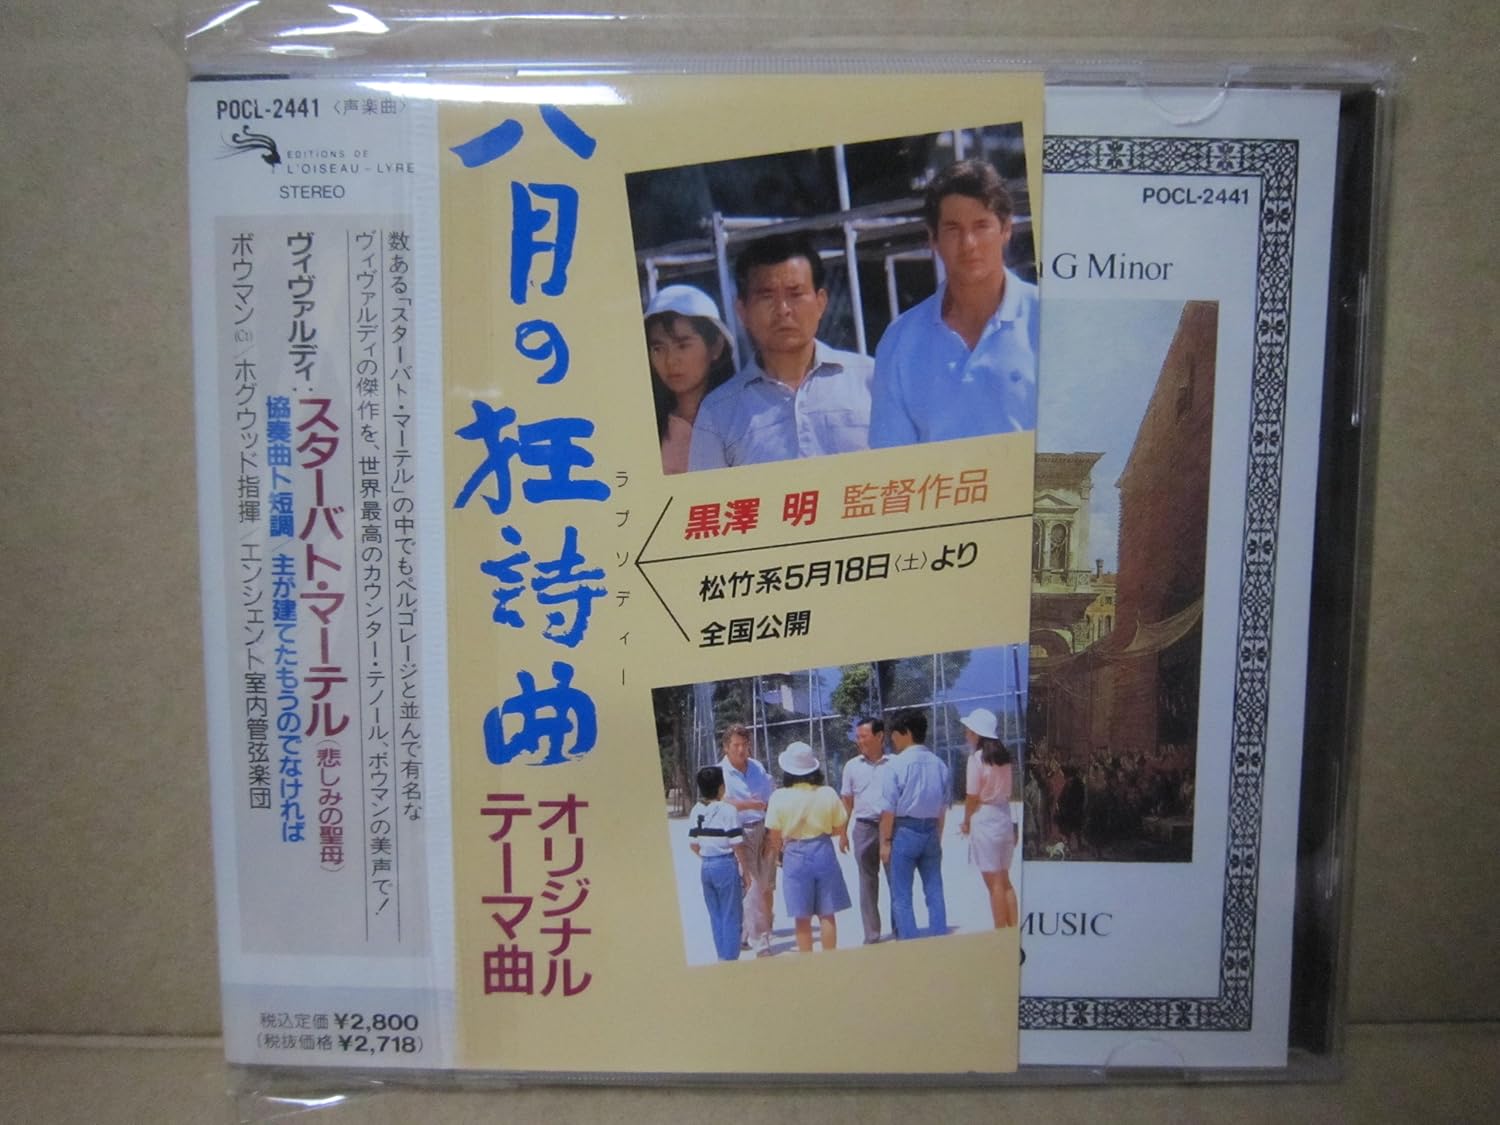 POCL-2441 〈声楽曲〉
EDITIONS DE
L'OISEAU-LYRE
STEREO
数ある「スターバト・マーテル」の中でもペルゴレージと並んで有名な
ヴィヴァルディの傑作を、世界最高のカウンター・テノール、ボウマンの美声で!
ヴィヴァルディ:スターバト・マーテル(悲しみの聖母)
協奏曲ト短調/主が建てたもうのでなければ
ボウマン(Ct)/ホグウッド指揮/エンシェント室内管弦楽団
税込定価 ¥2,800
(税抜価格 ¥2,718)
八月の狂詩曲
ラプソディー
オリジナル
テーマ曲
黒澤 明 監督作品
松竹系5月18日〈土〉より
全国公開
POCL-2441
G Minor
MUSIC